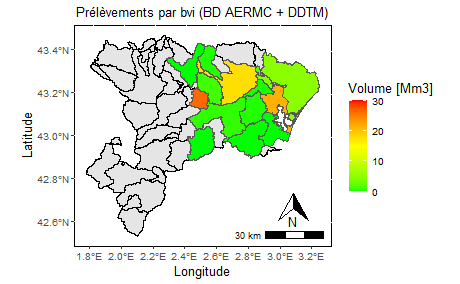 Prélèvements par bvi (BD AERMC + DDTM)
43.4°N
43.2°N
43.0°N
42.8°N
42.6°N
Latitude
1.8°E 2.0°E 2.2°E 2.4°E 2.6°E 2.8°E 3.0°E 3.2°E
Longitude
N
30 km
Volume [Mm3]
30
20
10
0